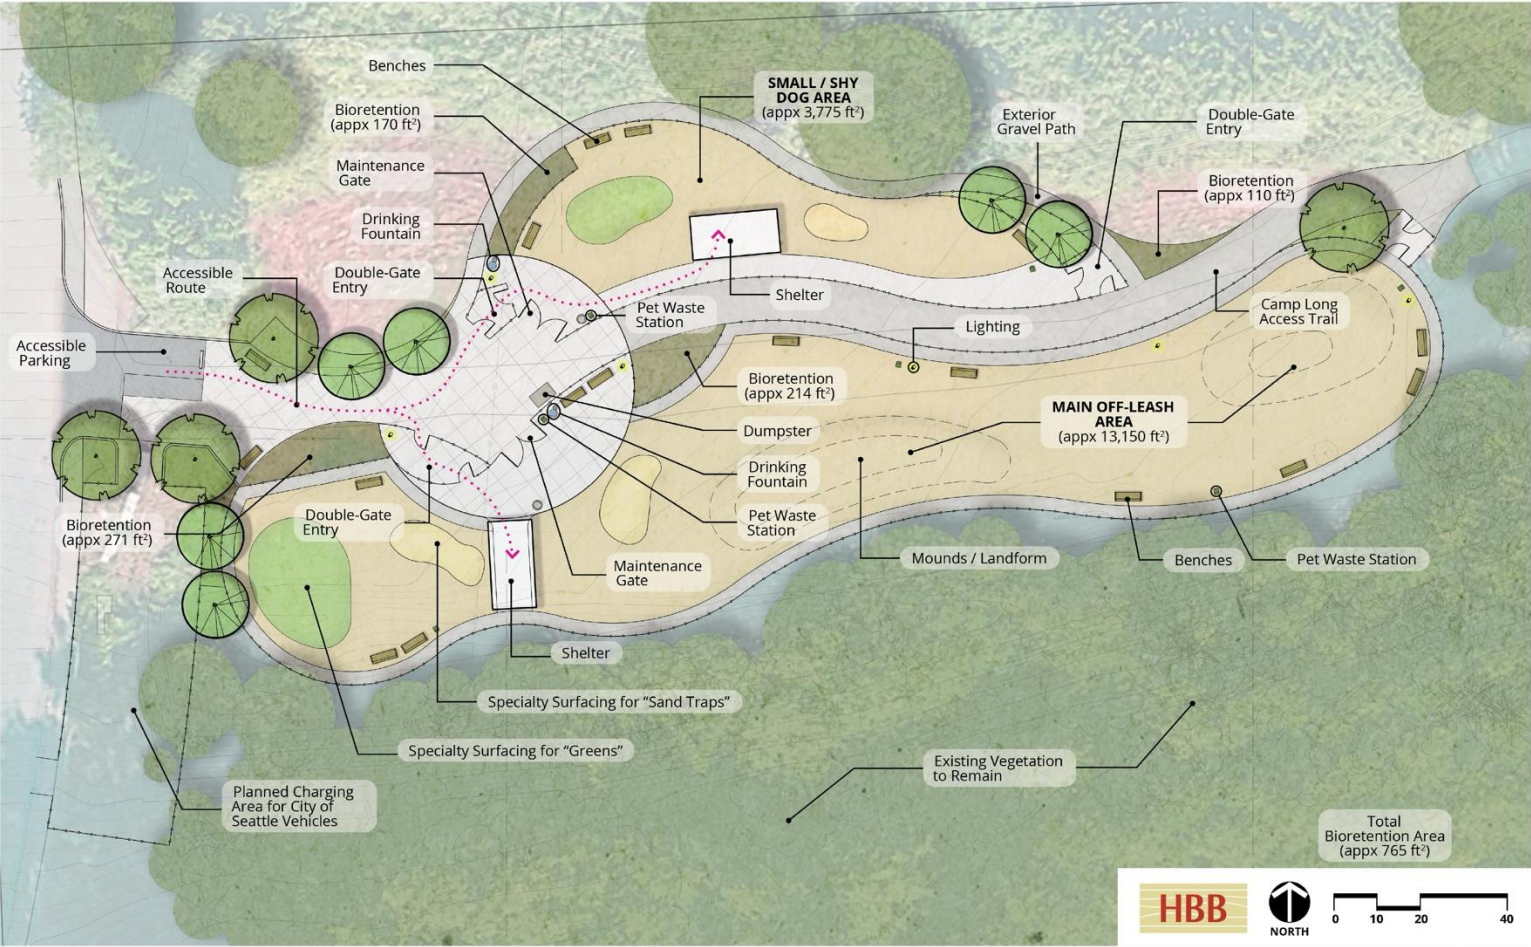 Benches
SMALL / SHY
DOG AREA
(appx 3,775 ft²)
Bioretention
(appx 170 ft²)
Exterior
Gravel Path
Double-Gate
Entry
Maintenance
Gate
Bioretention
(appx 110 ft²)
Drinking
Fountain
Accessible
Route
Double-Gate
Entry
Shelter
Pet Waste
Station
Camp Long
Access Trail
Lighting
Accessible
Parking
Bioretention
(appx 214 ft²)
MAIN OFF-LEASH
AREA
(appx 13,150 ft²)
Dumpster
Drinking
Fountain
Bioretention
(appx 271 ft²)
Double-Gate
Entry
Pet Waste
Station
Maintenance
Gate
Mounds / Landform
Benches
Pet Waste Station
Shelter
Specialty Surfacing for “Sand Traps”
Specialty Surfacing for “Greens”
Existing Vegetation
to Remain
Planned Charging
Area for City of
Seattle Vehicles
Total
Bioretention Area
(appx 765 ft²)
HBB
NORTH
0 10 20 40